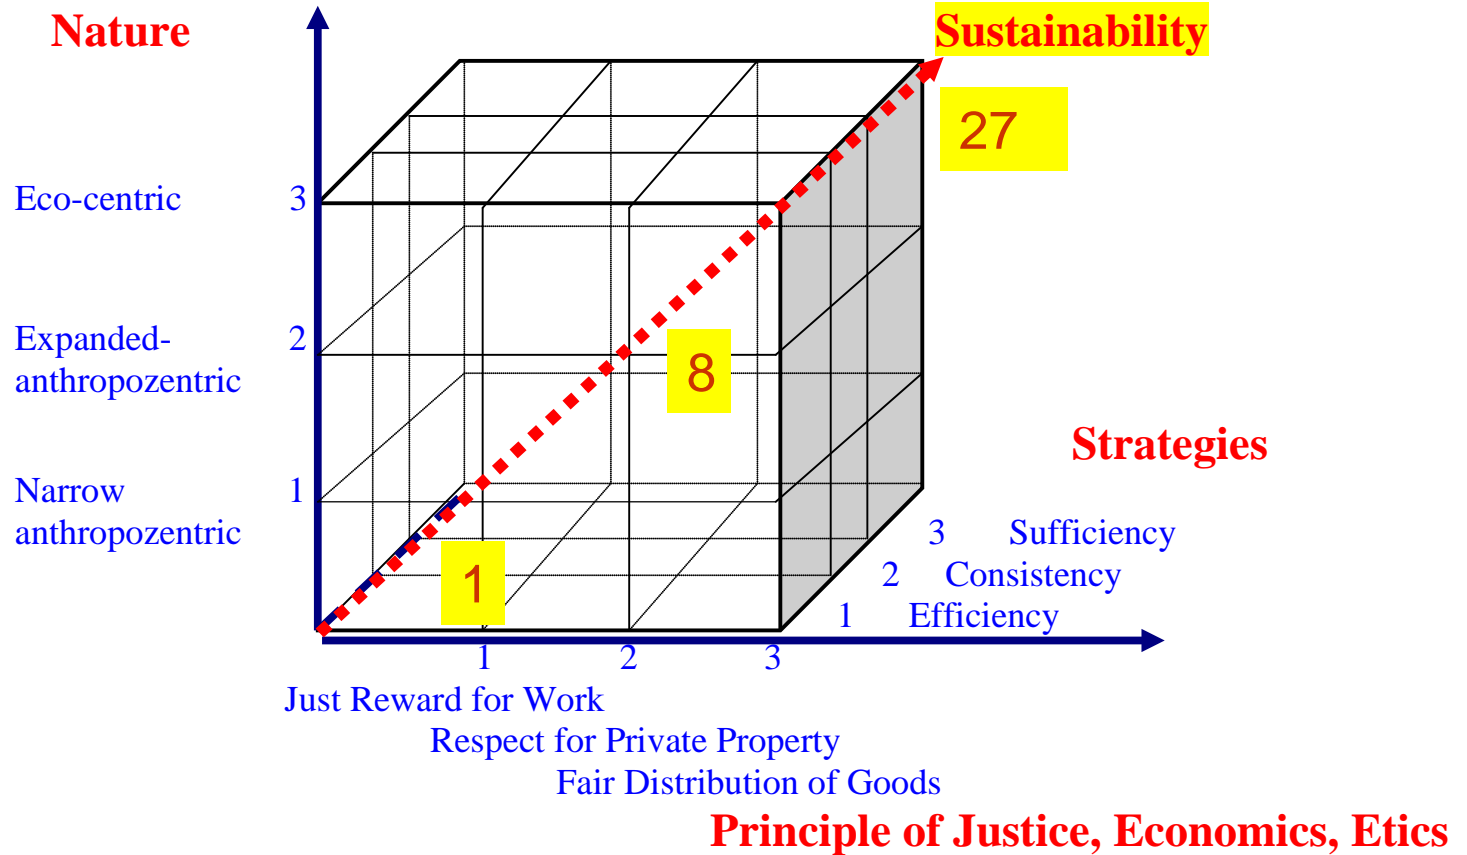 Nature
Sustainability
27
Eco-centric
3
Expanded-
anthropozentric
2
8
Strategies
Narrow
anthropozentric
1
3 Sufficiency
2 Consistency
1
1 Efficiency
1 2 3
Just Reward for Work
Respect for Private Property
Fair Distribution of Goods
Principle of Justice, Economics, Etics